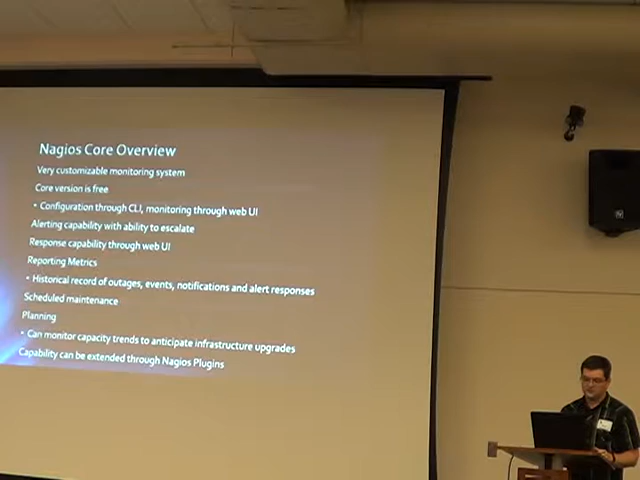 Nagios Core Overview
Very customizable monitoring system
Core version is free
• Configuration through CLI, monitoring through web UI
Alerting capability with ability to escalate
Response capability through web UI
Reporting Metrics
• Historical record of outages, events, notifications and alert responses
Scheduled maintenance
Planning
• Can monitor capacity trends to anticipate infrastructure upgrades
Capability can be extended through Nagios Plugins